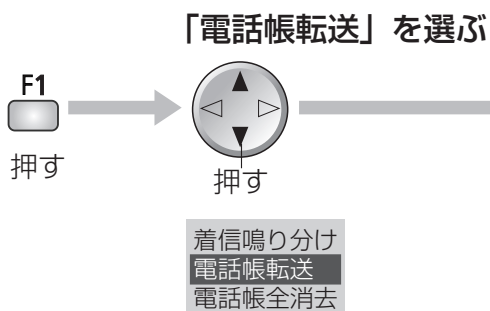 「電話帳転送」を選ぶ
F1
押す
押す
着信鳴り分け
電話帳転送
電話帳全消去